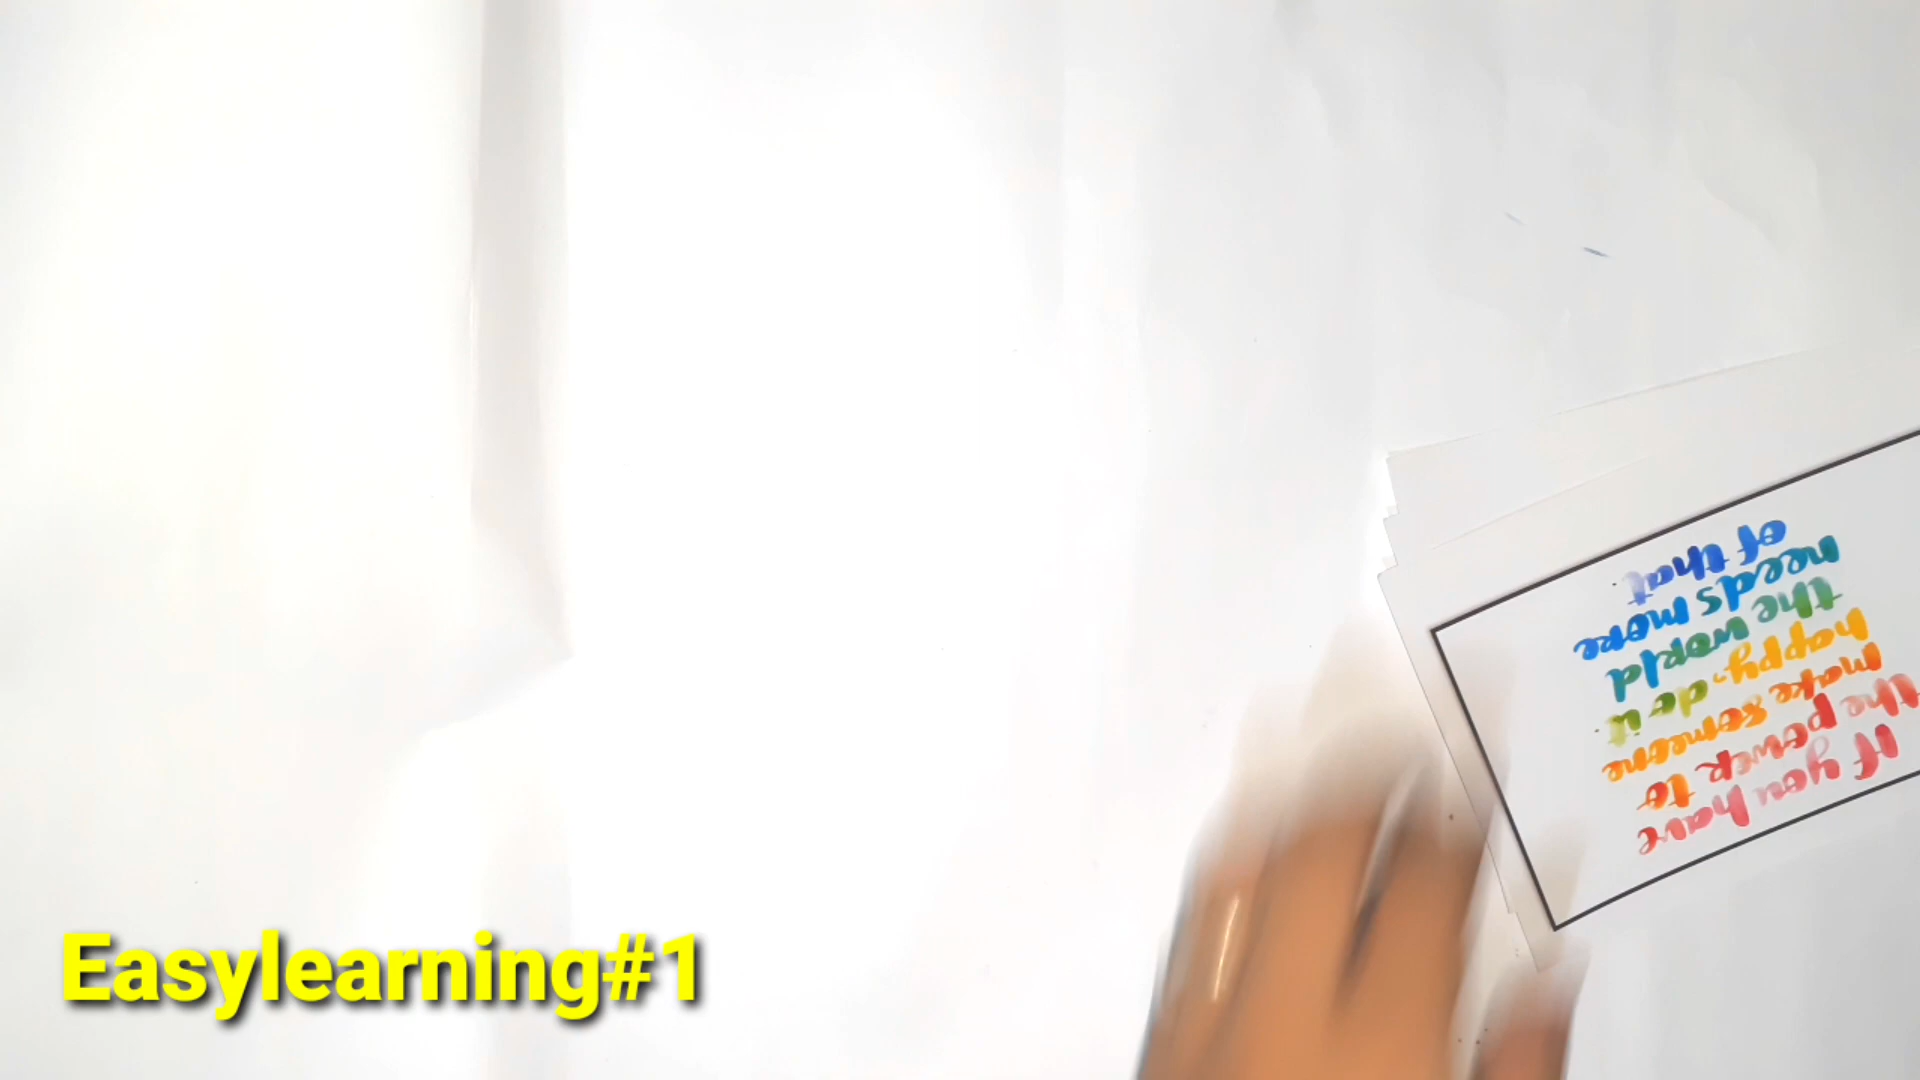 if you have
the power to
make someone
happy, do it
the world
needs more
of that
Easylearning#1